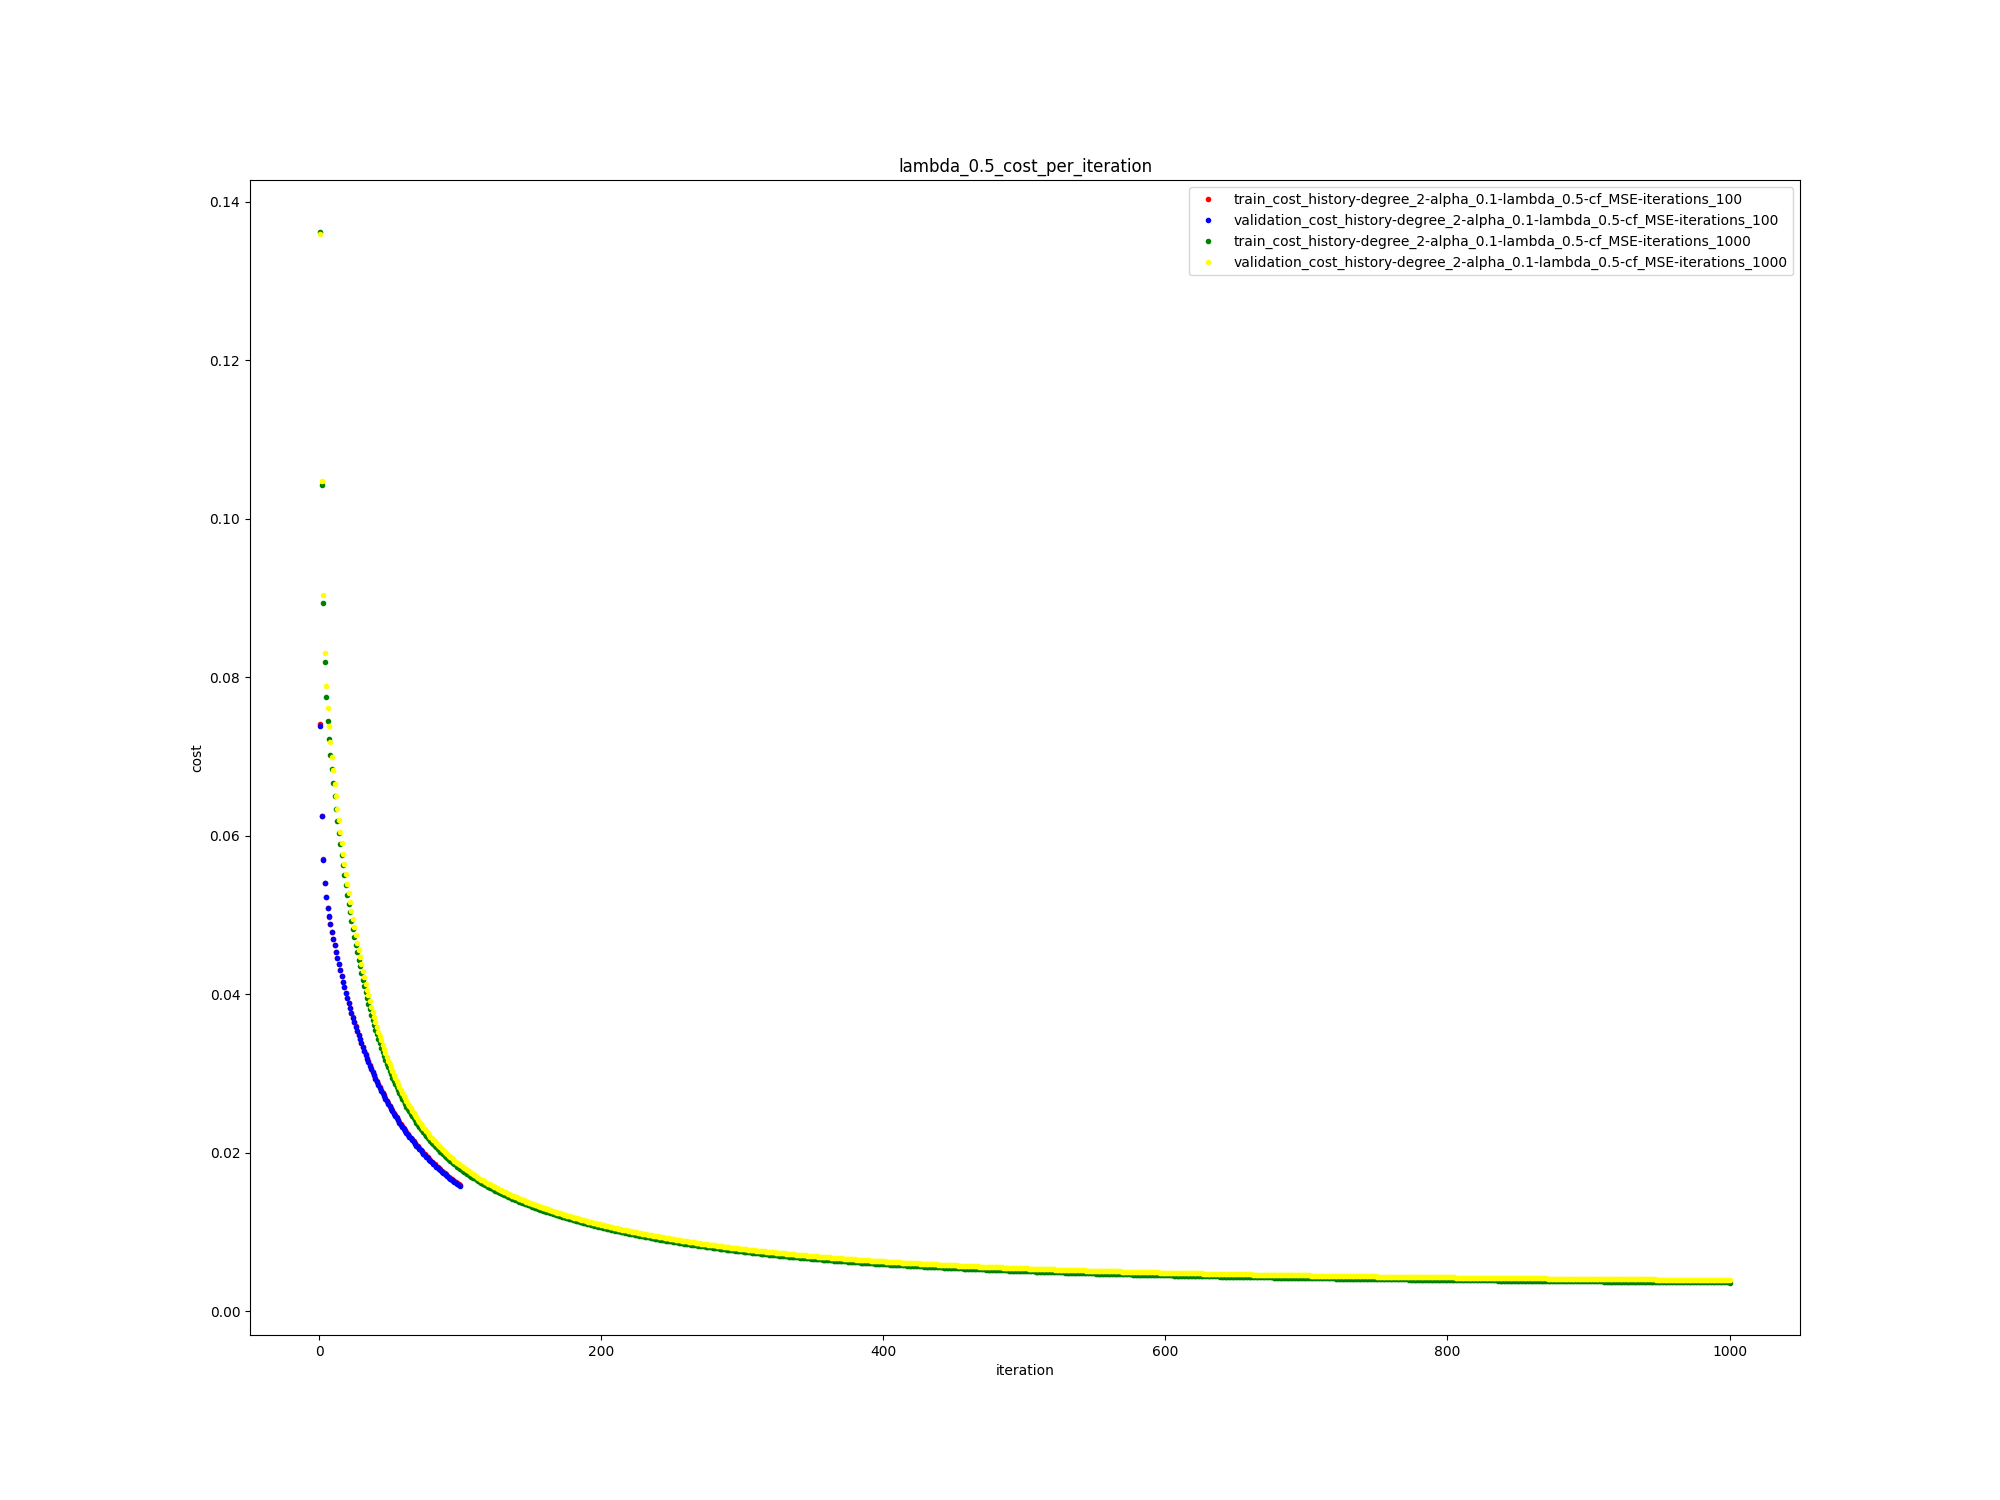 lambda_0.5_cost_per_iteration
train_cost_history-degree_2-alpha_0.1-lambda_0.5-cf_MSE-iterations_100
validation_cost_history-degree_2-alpha_0.1-lambda_0.5-cf_MSE-iterations_100
train_cost_history-degree_2-alpha_0.1-lambda_0.5-cf_MSE-iterations_1000
validation_cost_history-degree_2-alpha_0.1-lambda_0.5-cf_MSE-iterations_1000
0.14
0.12
0.10
0.08
0.06
0.04
0.02
0.00
cost
0 200 400 600 800 1000
iteration